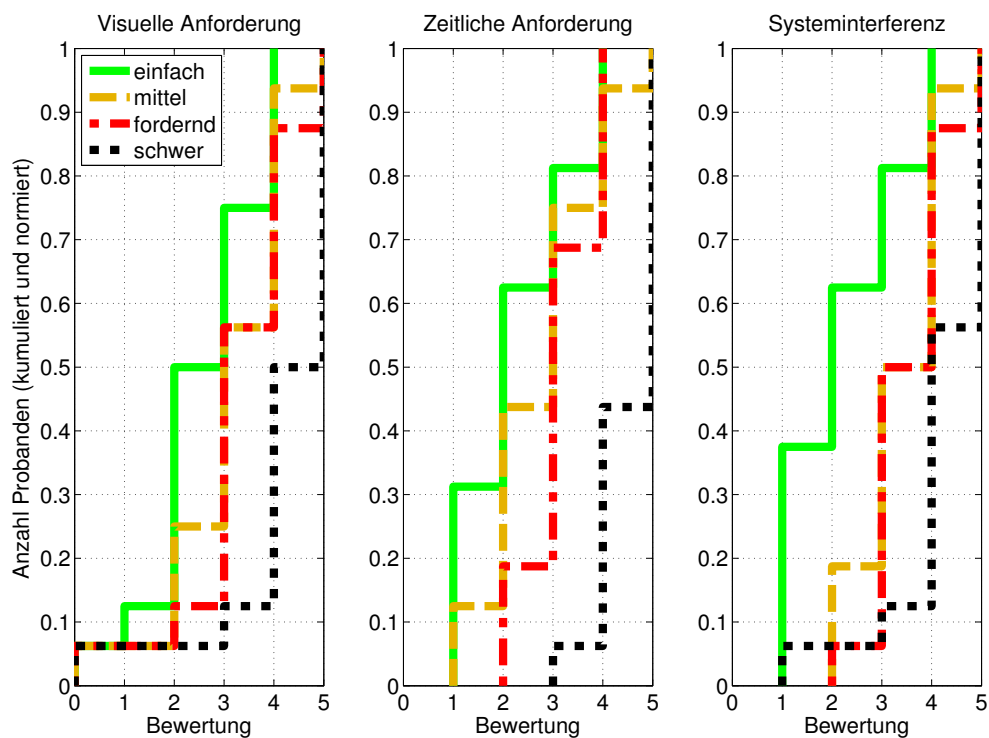 Visuelle Anforderung
Zeitliche Anforderung
Systeminterferenz
einfach
mittel
fordernd
schwer
Anzahl Probanden (kumuliert und normiert)
1
0.9
0.8
0.7
0.6
0.5
0.4
0.3
0.2
0.1
0
0 1 2 3 4 5
Bewertung
1
0.9
0.8
0.7
0.6
0.5
0.4
0.3
0.2
0.1
0
0 1 2 3 4 5
Bewertung
1
0.9
0.8
0.7
0.6
0.5
0.4
0.3
0.2
0.1
0
0 1 2 3 4 5
Bewertung